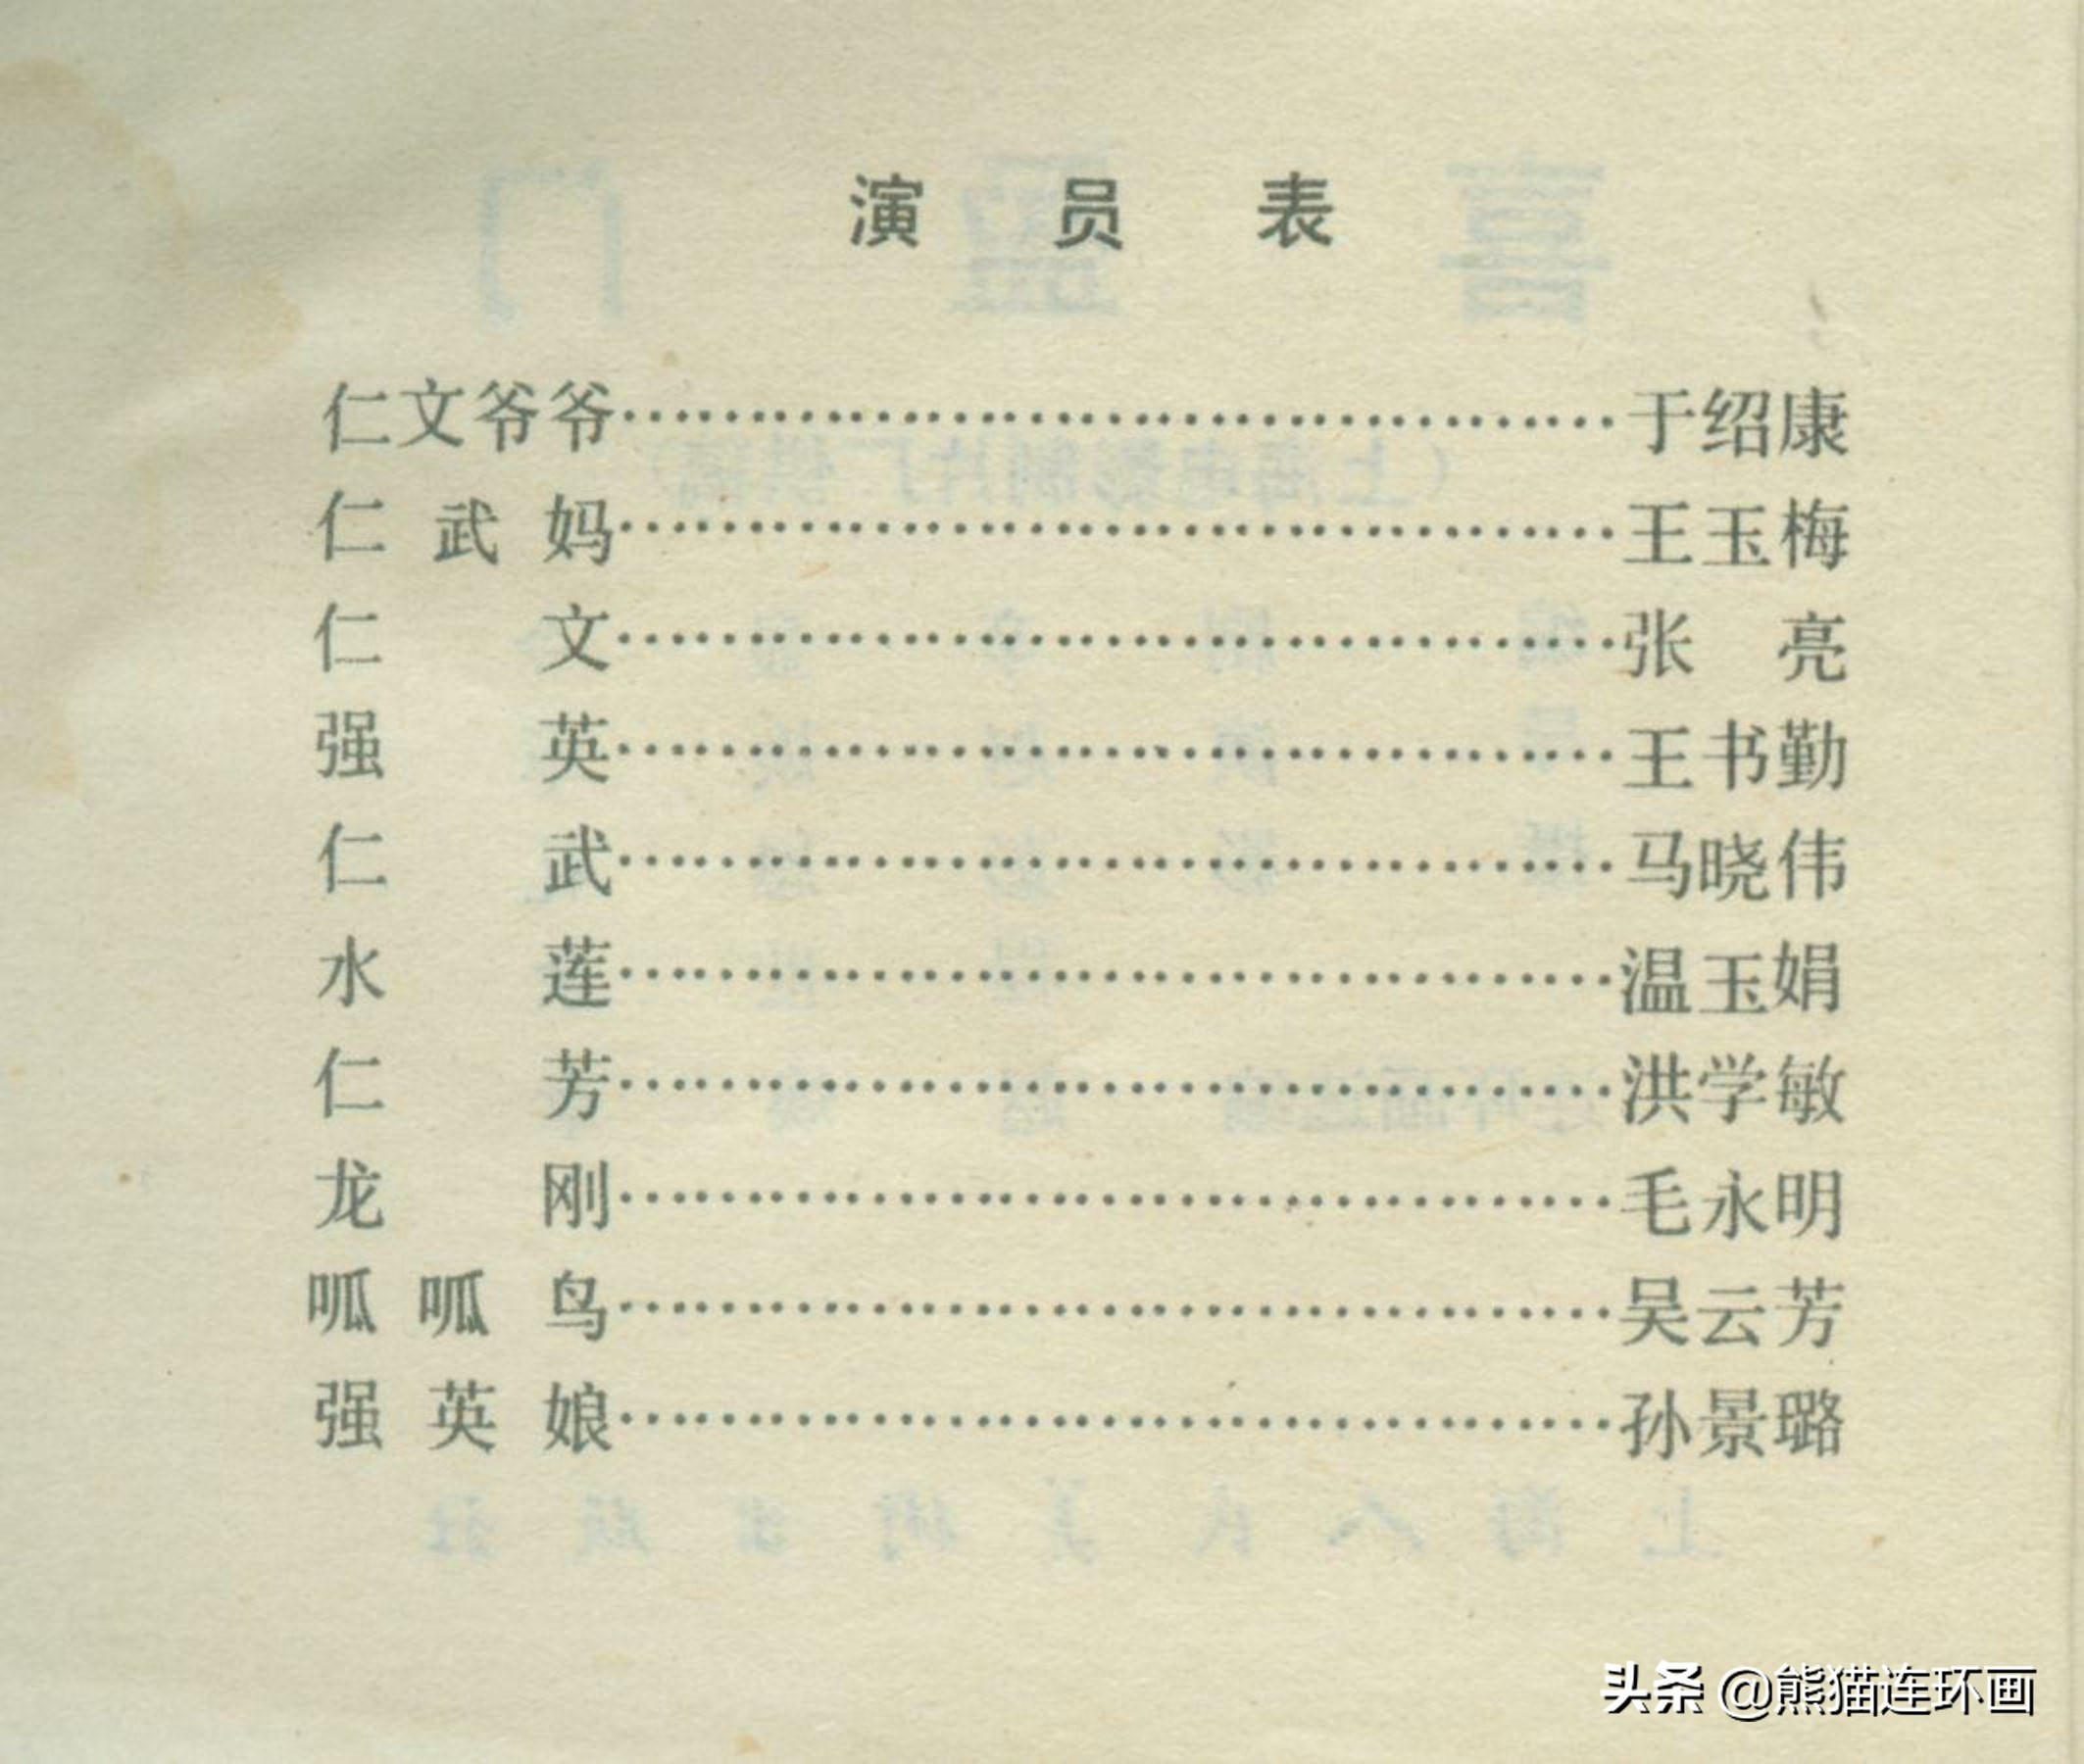 演员表
仁文爷爷……………………………………于绍康
仁武妈……………………………………王玉梅
仁文……………………………………张亮
强英……………………………………王书勤
仁武……………………………………马晓伟
水莲……………………………………温玉娟
仁芳……………………………………洪学敏
龙刚……………………………………毛永明
呱呱鸟……………………………………吴云芳
强英娘……………………………………孙景璐
头条 @熊猫连环画